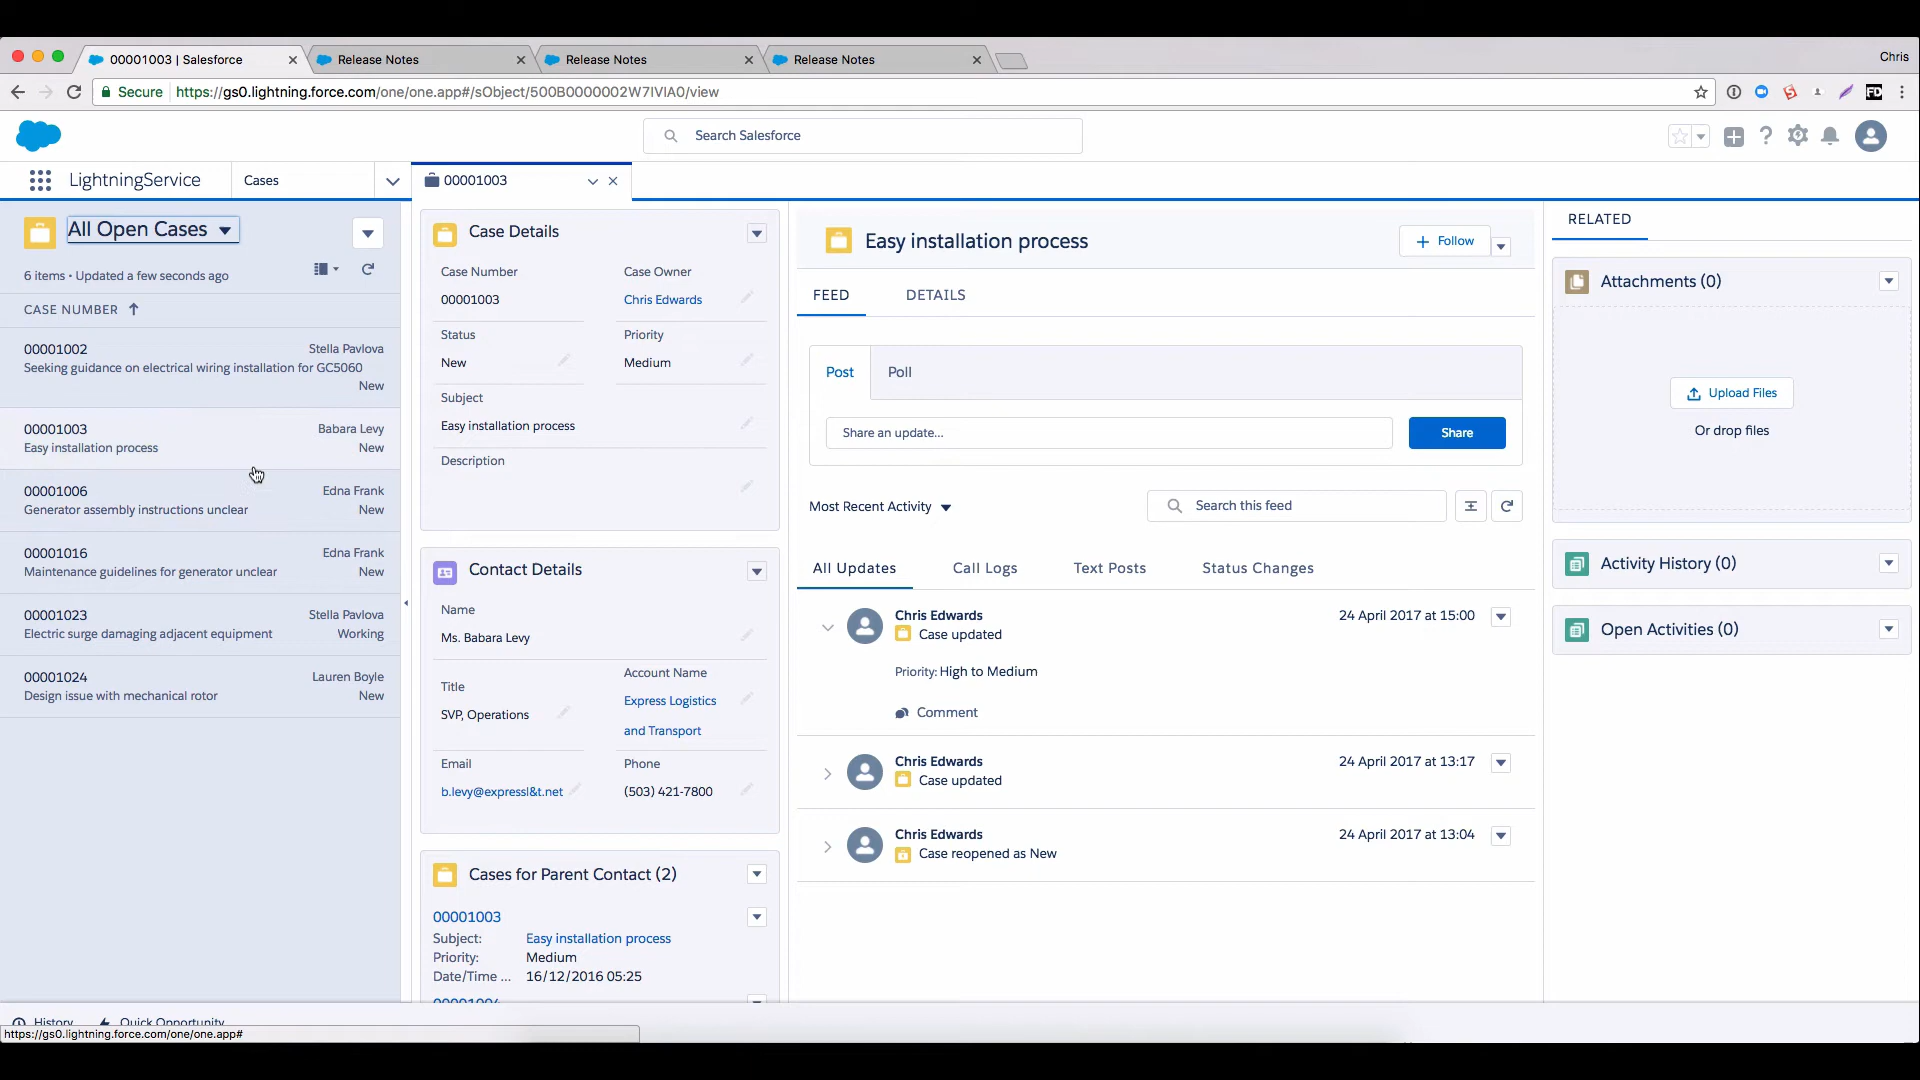 00001003 | Salesforce
Release Notes
Release Notes
Release Notes
Chris
Secure https://gs0.lightning.force.com/one/one.app#/sObject/500B0000002W7IVIA0/view
Search Salesforce
LightningService
Cases
00001003
All Open Cases
6 items • Updated a few seconds ago
CASE NUMBER
00001002 Stella Pavlova
Seeking guidance on electrical wiring installation for GC5060
New
00001003 Babara Levy
Easy installation process New
00001006 Edna Frank
Generator assembly instructions unclear New
00001016 Edna Frank
Maintenance guidelines for generator unclear New
00001023 Stella Pavlova
Electric surge damaging adjacent equipment Working
00001024 Lauren Boyle
Design issue with mechanical rotor New
Case Details
Case Number Case Owner
00001003 Chris Edwards
Status Priority
New Medium
Subject
Easy installation process
Description
Contact Details
Name
Ms. Babara Levy
Title Account Name
SVP, Operations Express Logistics
and Transport
Email Phone
b.levy@expressl&t.net (503) 421-7800
Cases for Parent Contact (2)
00001003
Subject: Easy installation process
Priority: Medium
Date/Time ... 16/12/2016 05:25
00001004
Easy installation process
Follow
FEED DETAILS
Post Poll
Share an update...
Share
Most Recent Activity
Search this feed
All Updates Call Logs Text Posts Status Changes
Chris Edwards 24 April 2017 at 15:00
Case updated
Priority: High to Medium
Comment
Chris Edwards 24 April 2017 at 13:17
Case updated
Chris Edwards 24 April 2017 at 13:04
Case reopened as New
RELATED
Attachments (0)
Upload Files
Or drop files
Activity History (0)
Open Activities (0)
History Quick Opportunity
https://gs0.lightning.force.com/one/one.app#